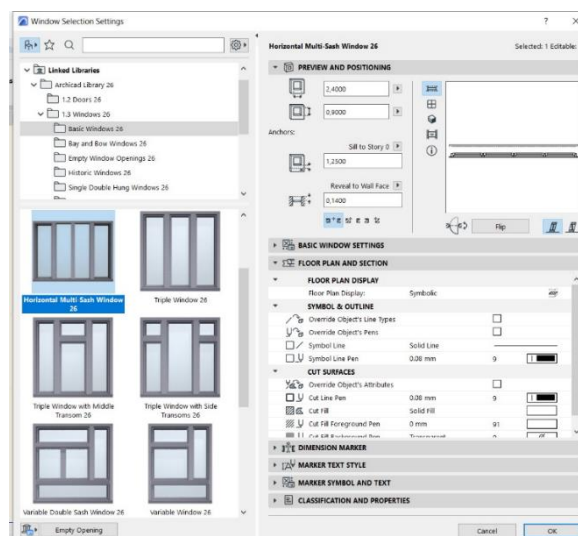 Window Selection Settings
? X
Linked Libraries
Archicad Library 26
1.2 Doors 26
1.3 Windows 26
Basic Windows 26
Bay and Bow Windows 26
Empty Window Openings 26
Historic Windows 26
Single Double Hung Windows 26
Horizontal Multi-Sash Window
26
Triple Window 26
Triple Window with Middle
Transom 26
Triple Window with Side
Transoms 26
Variable Double Sash Window 26
Variable Window 26
Empty Opening
Horizontal Multi-Sash Window 26
Selected: 1 Editable:
PREVIEW AND POSITIONING
2,4000
0,9000
Anchors:
Sill to Story 0
1,2500
Reveal to Wall Face
0,1400
Flip
BASIC WINDOW SETTINGS
FLOOR PLAN AND SECTION
FLOOR PLAN DISPLAY
Floor Plan Display: Symbolic
SYMBOL & OUTLINE
Override Object's Line Types
Override Object's Pens
Symbol Line Solid Line
Symbol Line Pen 0.08 mm 9
CUT SURFACES
Override Object's Attributes
Cut Line Pen 0.08 mm 9
Cut Fill Solid Fill
Cut Fill Foreground Pen 0 mm 91
Cut Fill Background Pen Transparent 0
DIMENSION MARKER
MARKER TEXT STYLE
MARKER SYMBOL AND TEXT
CLASSIFICATION AND PROPERTIES
Cancel OK